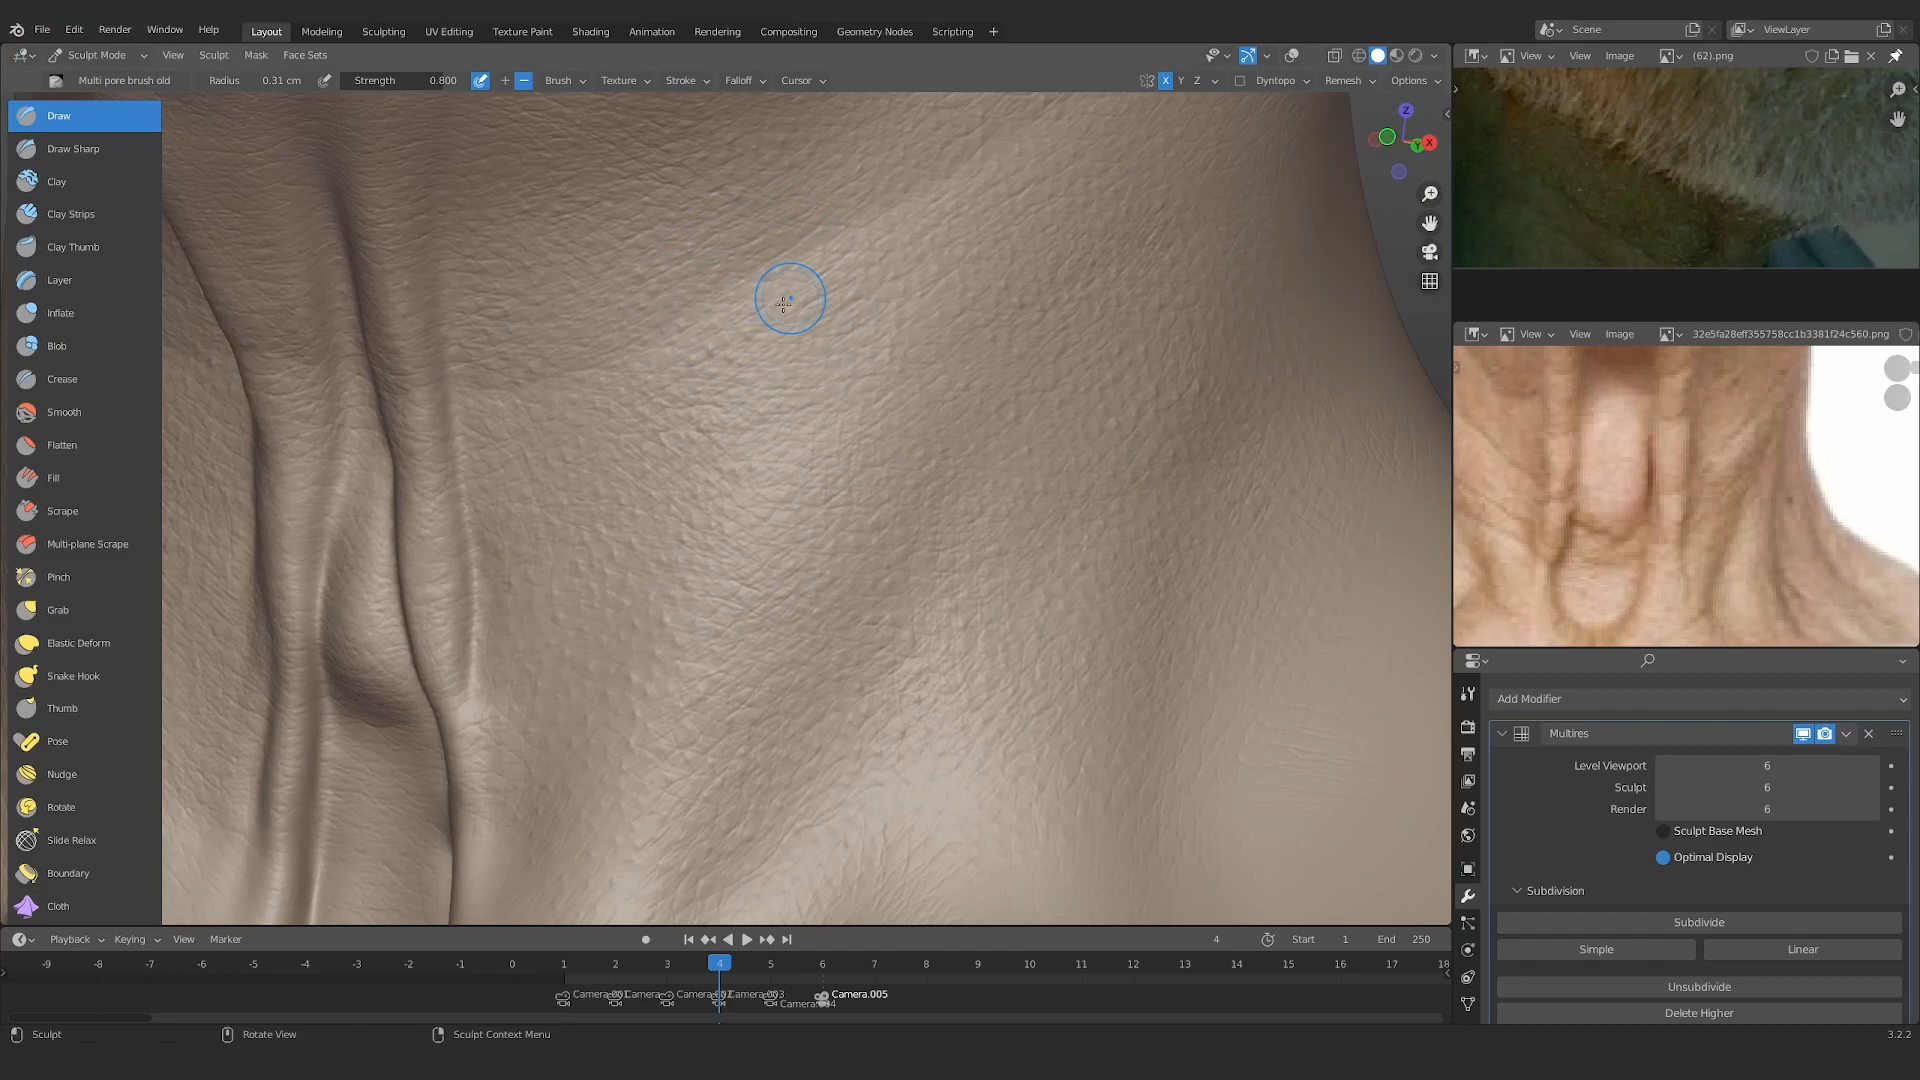 File Edit Render Window Help Layout Modeling Sculpting UV Editing Texture Paint Shading Animation Rendering Compositing Geometry Nodes Scripting + Scene ViewLayer
Sculpt Mode View Sculpt Mask Face Sets View View Image (62).png
Multi pore brush old Radius 0.31 cm Strength 0.800 Brush Texture Stroke Falloff Cursor X Y Z Dyntopo Remesh Options
Draw
Draw Sharp
Clay
Clay Strips
Clay Thumb
Layer
Inflate
Blob
Crease
Smooth
Flatten
Fill
Scrape
Multi-plane Scrape
Pinch
Grab
Elastic Deform
Snake Hook
Thumb
Pose
Nudge
Rotate
Slide Relax
Boundary
Cloth
Z
Y X
View View Image 32e5fa28eff355758cc1b3381f24c560.png
Add Modifier
Multires
Level Viewport 6
Sculpt 6
Render 6
Sculpt Base Mesh
Optimal Display
Subdivision
Subdivide
Simple Linear
Unsubdivide
Delete Higher
Playback Keying View Marker 4 Start 1 End 250
-9 -8 -7 -6 -5 -4 -3 -2 -1 0 1 2 3 4 5 6 7 8 9 10 11 12 13 14 15 16 17 18
Camera.005
Sculpt Rotate View Sculpt Context Menu 3.2.2